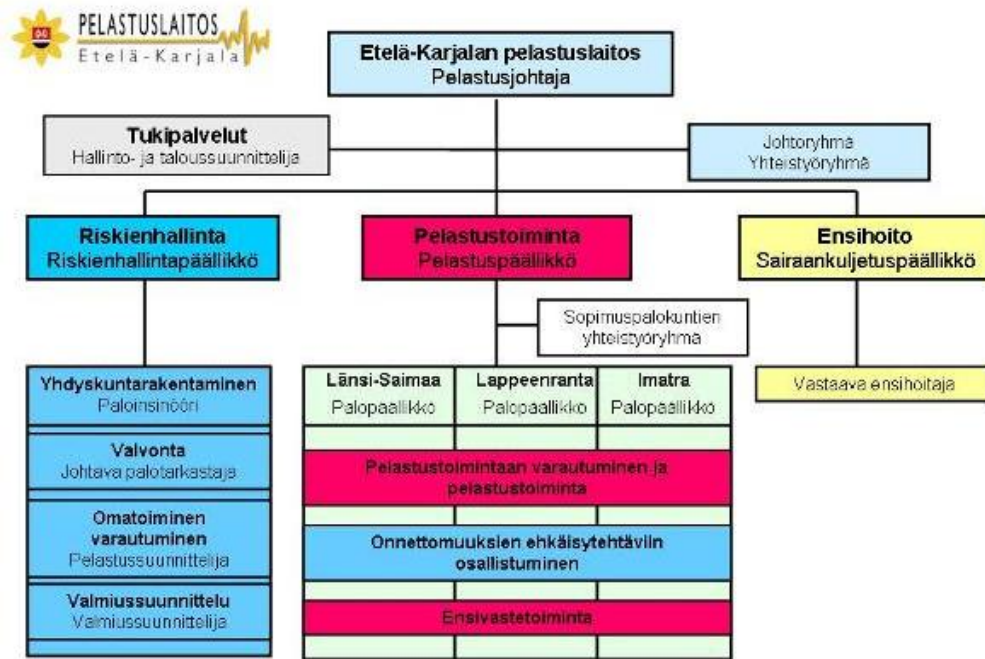 PELASTUSLAITOS
Etelä-Karjala
Etelä-Karjalan pelastuslaitos
Pelastusjohtaja
Tukipalvelut
Hallinto- ja taloussuunnittelija
Johtoryhmä
Yhteistyöryhmä
Riskienhallinta
Riskienhallintapäällikkö
Pelastustoiminta
Pelastuspäällikkö
Ensihoito
Sairaankuljetuspäällikkö
Sopimuspalokuntien
yhteistyöryhmä
Yhdyskuntarakentaminen
Paloinsinööri
Valvonta
Johtava palotarkastaja
Omatoiminen
varautuminen
Pelastussuunnittelija
Valmiussuunnittelu
Valmiussuunnittelija
Länsi-Saimaa
Palopäällikkö
Lappeenranta
Palopäällikkö
Imatra
Palopäällikkö
Pelastustoimintaan varautuminen ja
pelastustoiminta
Onnettomuuksien ehkäisytehtäviin
osallistuminen
Ensivastetoiminta
Vastaava ensihoitaja